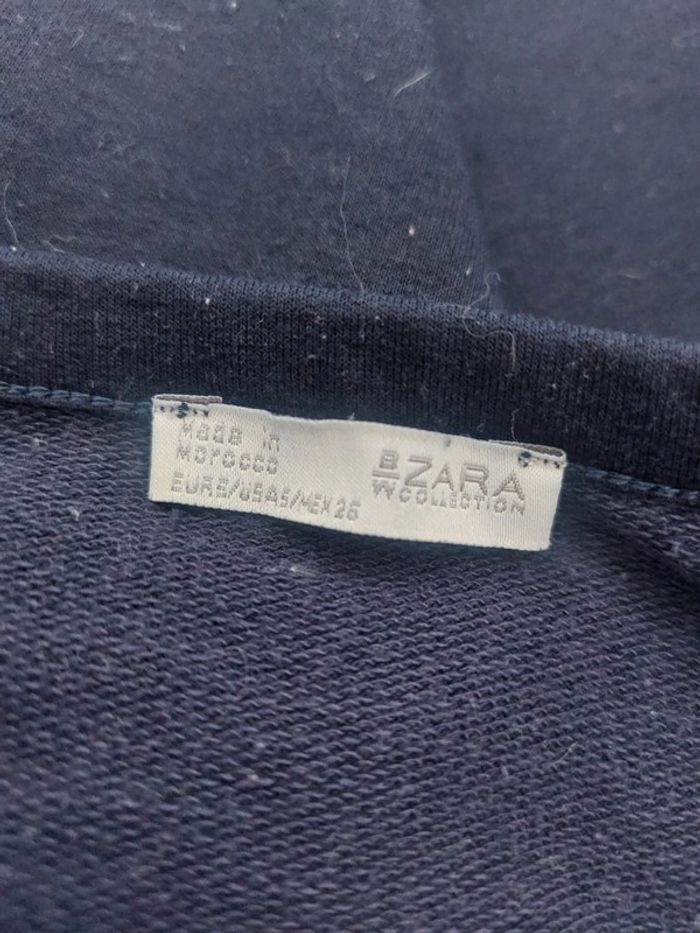 Made in
Morocco
EUR S/USA S/MEX 26
B ZARA
W COLLECTION